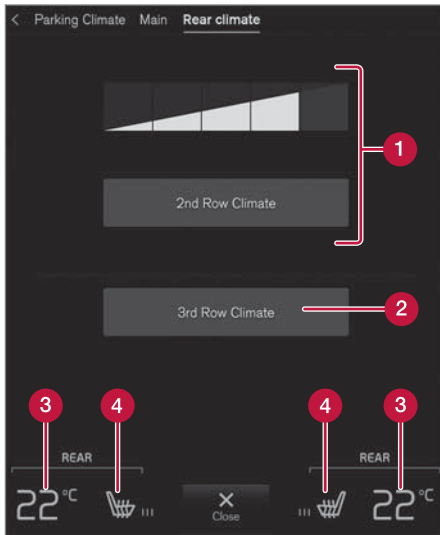 Parking Climate Main Rear climate
1
2nd Row Climate
3rd Row Climate
2
3 4 4 3
REAR REAR
22°C 22°C
Close